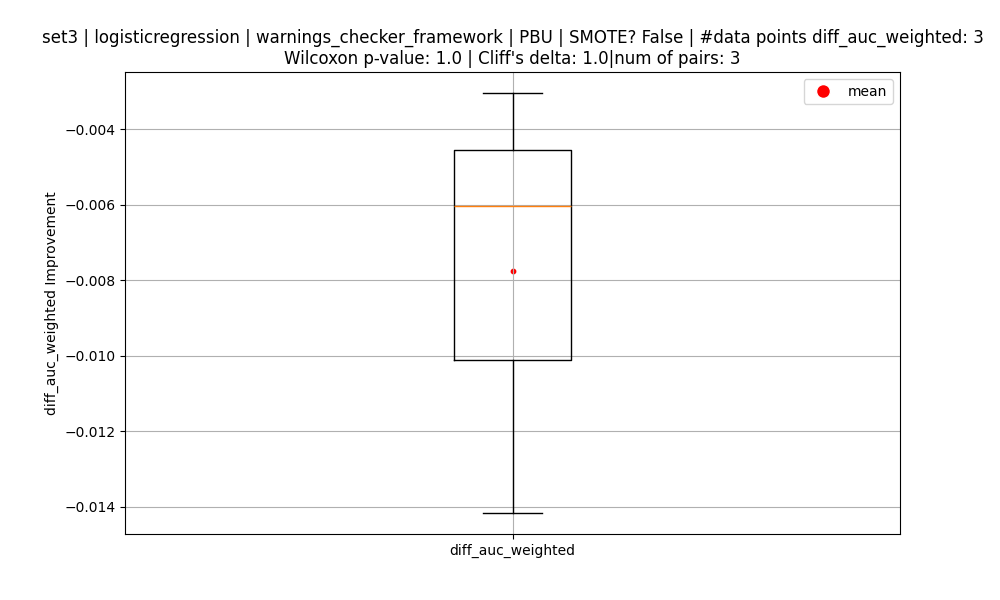 set3 | logisticregression | warnings_checker_framework | PBU | SMOTE? False | #data points diff_auc_weighted: 3
Wilcoxon p-value: 1.0 | Cliff's delta: 1.0|num of pairs: 3
mean
−0.004
−0.006
−0.008
−0.010
−0.012
−0.014
diff_auc_weighted Improvement
diff_auc_weighted